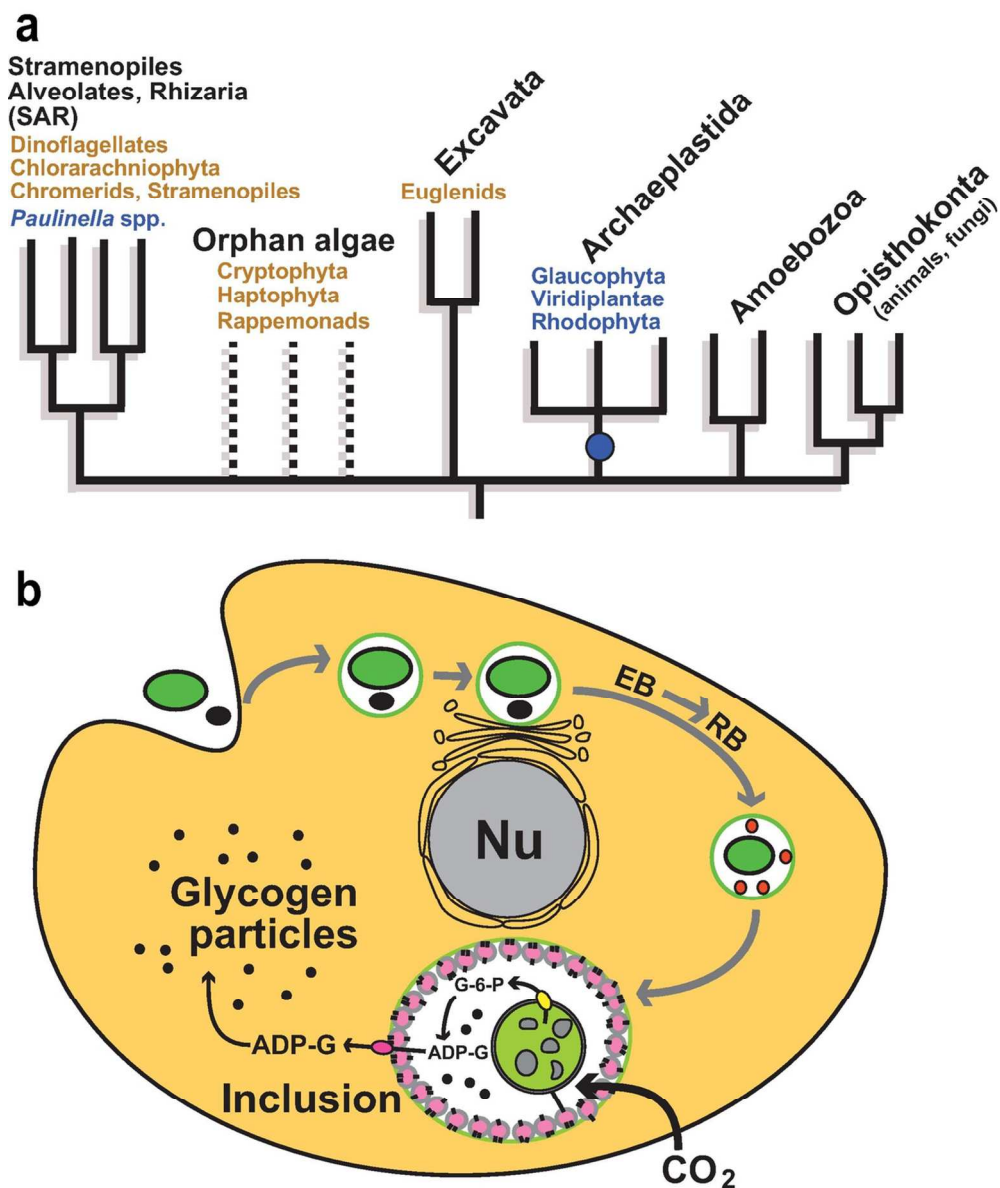 a
Stramenopiles
Alveolates, Rhizaria
(SAR)
Dinoflagellates
Chlorarachniophyta
Chromerids, Stramenopiles
Paulinella spp.
Orphan algae
Cryptophyta
Haptophyta
Rappemonads
Excavata
Euglenids
Archaeplastida
Glaucophyta
Viridiplantae
Rhodophyta
Amoebozoa
Opisthokonta
(animals, fungi)
b
EB
RB
Nu
Glycogen
particles
G-6-P
ADP-G
ADP-G
Inclusion
CO2